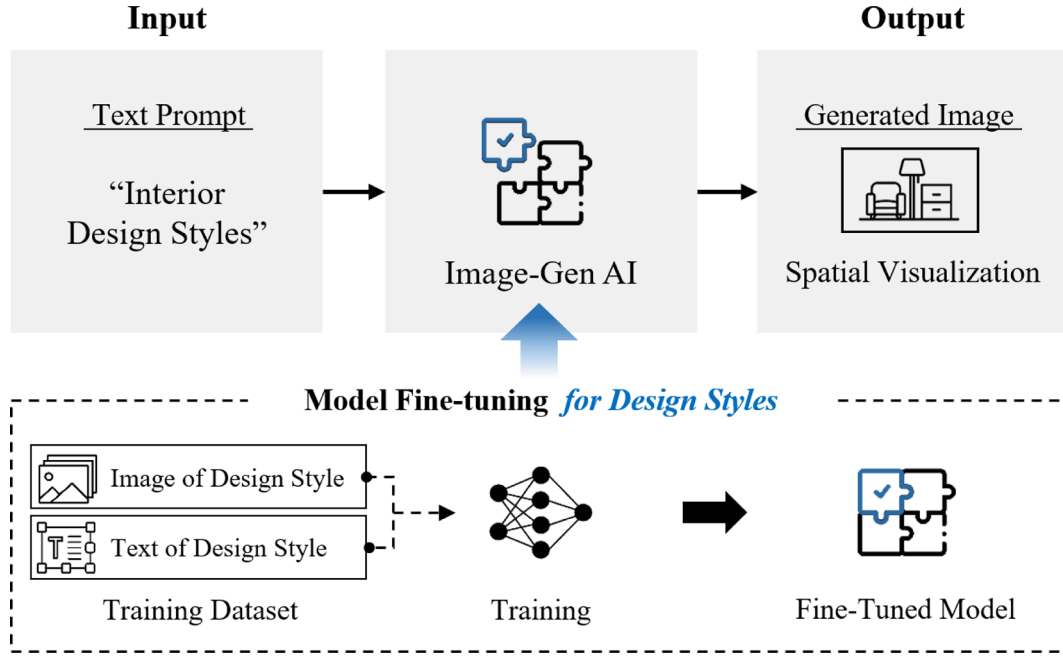 Input
Output
Text Prompt
“Interior
Design Styles”
Image-Gen AI
Generated Image
Spatial Visualization
Model Fine-tuning for Design Styles
Image of Design Style
T
Text of Design Style
Training Dataset
Training
Fine-Tuned Model